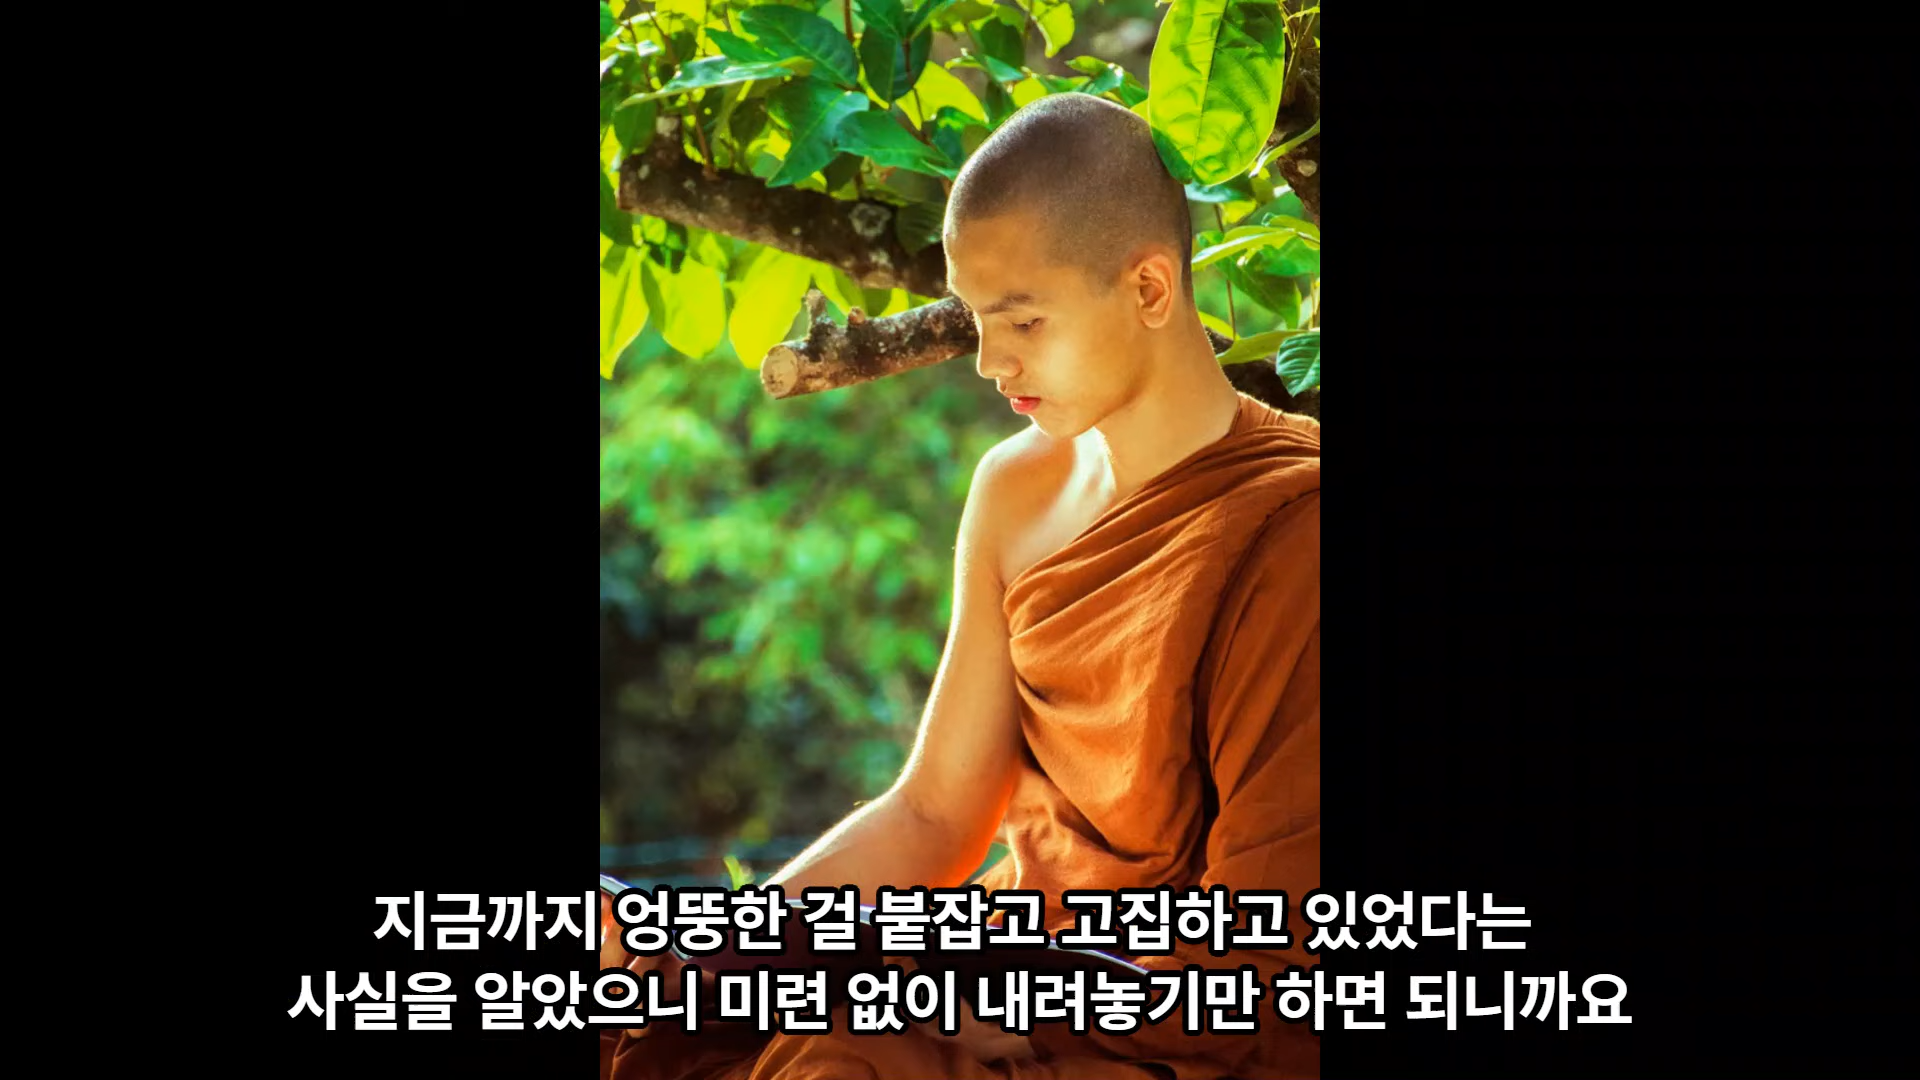 지금까지 엉뚱한 걸 붙잡고 고집하고 있었다는
사실을 알았으니 미련 없이 내려놓기만 하면 되니까요